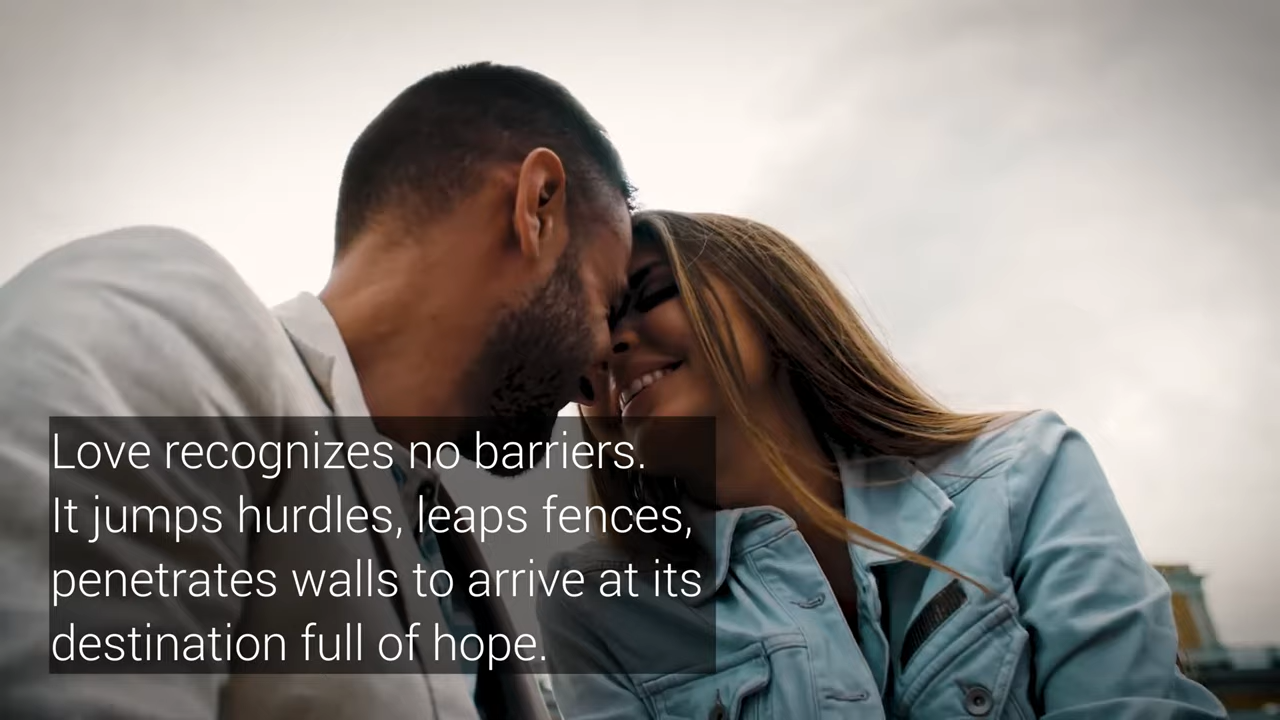 Love recognizes no barriers.
It jumps hurdles, leaps fences,
penetrates walls to arrive at its
destination full of hope.